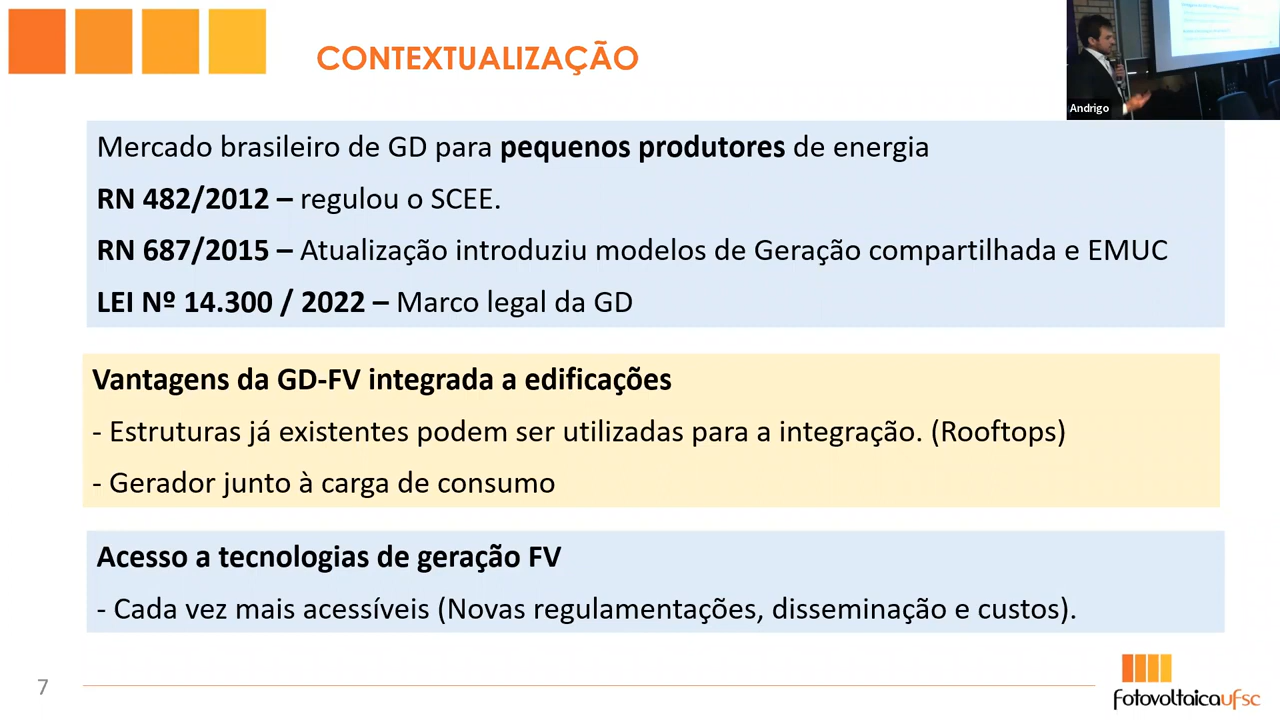 CONTEXTUALIZAÇÃO
Andrigo
Mercado brasileiro de GD para pequenos produtores de energia
RN 482/2012 – regulou o SCEE.
RN 687/2015 – Atualização introduziu modelos de Geração compartilhada e EMUC
LEI Nº 14.300 / 2022 – Marco legal da GD
Vantagens da GD-FV integrada a edificações
- Estruturas já existentes podem ser utilizadas para a integração. (Rooftops)
- Gerador junto à carga de consumo
Acesso a tecnologias de geração FV
- Cada vez mais acessíveis (Novas regulamentações, disseminação e custos).
7
fotovoltaicaufsc